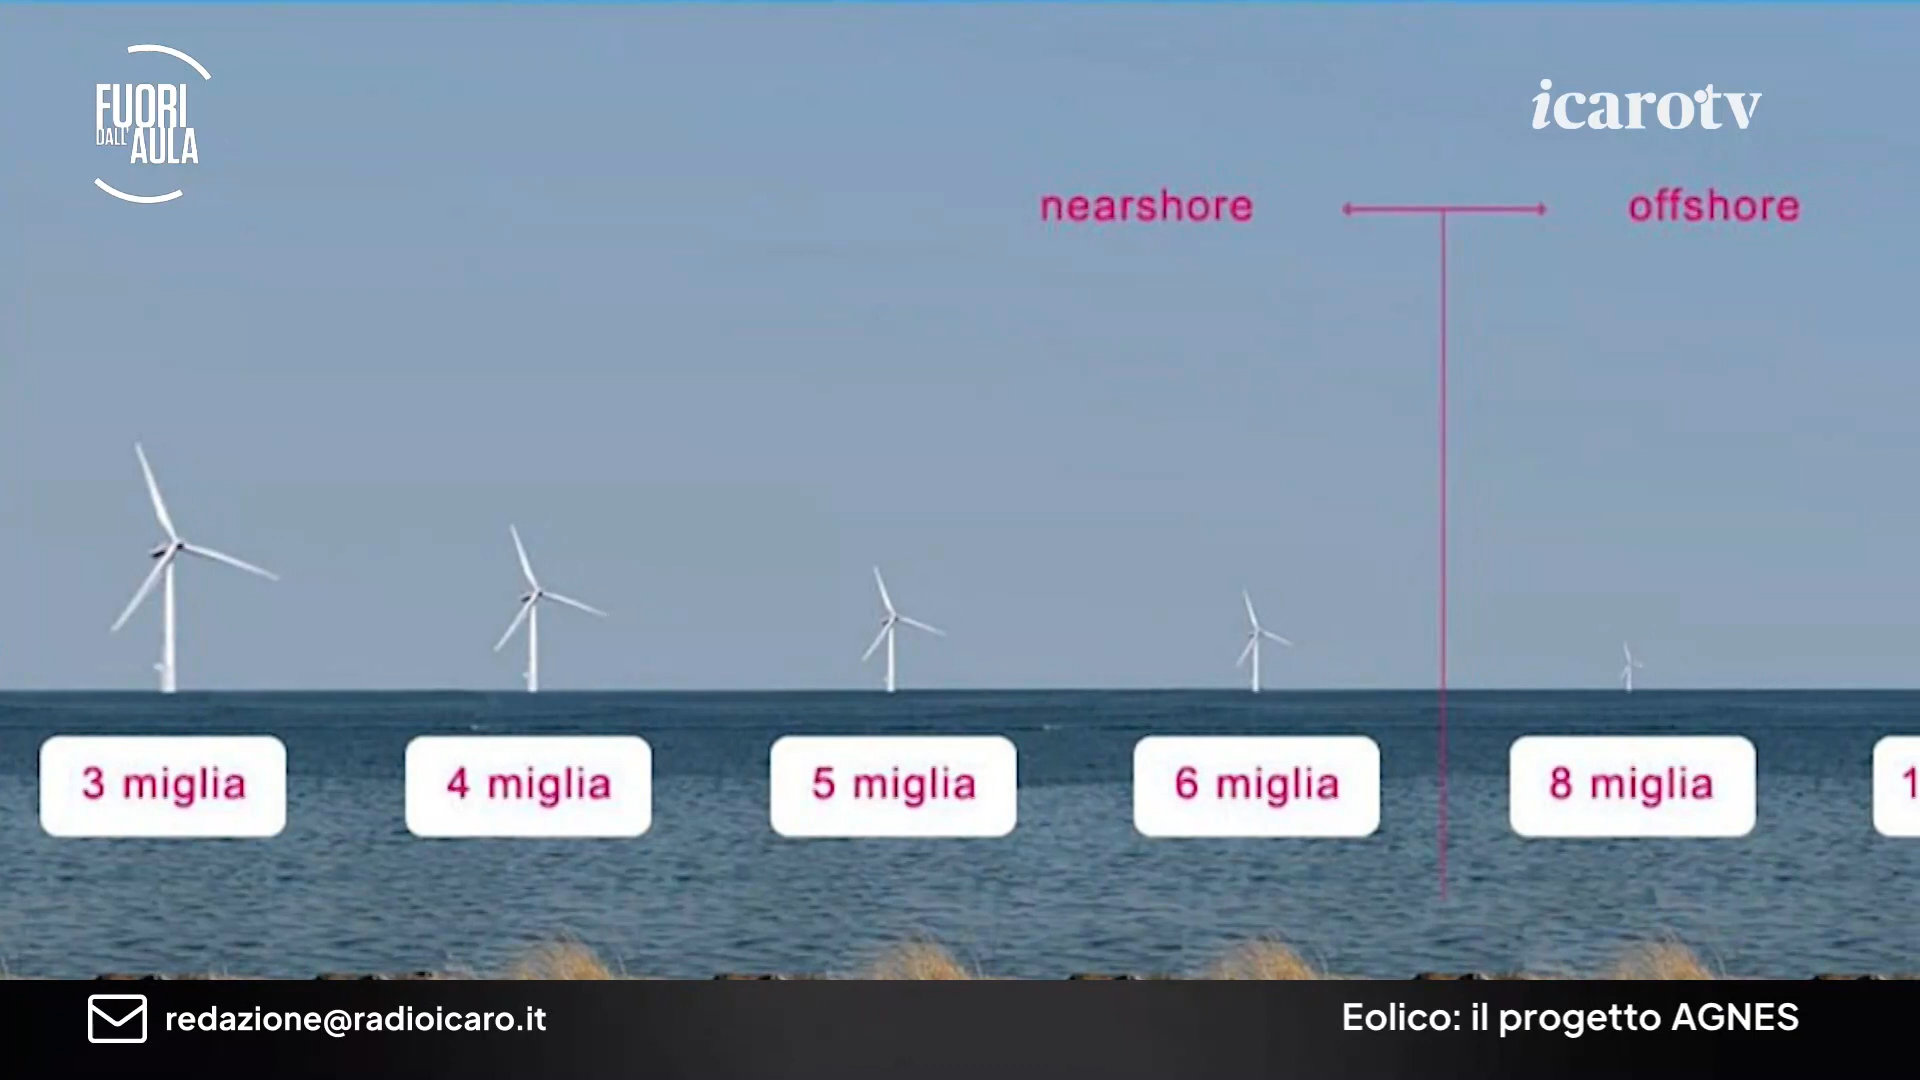 FUORI
DALL'
AULA
icarotv
nearshore
offshore
3 miglia
4 miglia
5 miglia
6 miglia
8 miglia
1
redazione@radioicaro.it
Eolico: il progetto AGNES